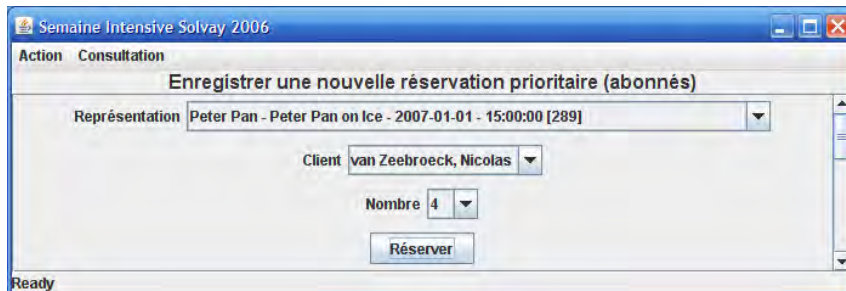 Semaine Intensive Solvay 2006
Action Consultation
Enregistrer une nouvelle réservation prioritaire (abonnés)
Représentation Peter Pan - Peter Pan on Ice - 2007-01-01 - 15:00:00 [289]
Client van Zeebroeck, Nicolas
Nombre 4
Réserver
Ready